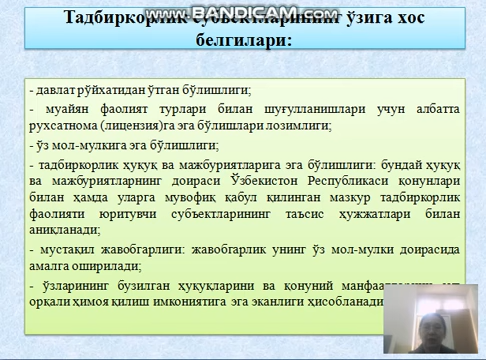 www.BANDICAM.com
Тадбиркорлик субъектларининг ўзига хос
белгилари:
- давлат рўйхатидан ўтган бўлишлиги;
- муайян фаолият турлари билан шуғулланишлари учун албатта
рухсатнома (лицензия)га эга бўлишлари лозимлиги;
- ўз мол-мулкига эга бўлишлиги;
- тадбиркорлик ҳуқуқ ва мажбуриятларига эга бўлишлиги: бундай ҳуқуқ
ва мажбуриятларнинг доираси Ўзбекистон Республикаси қонунлари
билан ҳамда уларга мувофиқ қабул қилинган мазкур тадбиркорлик
фаолияти юритувчи субъектларининг таъсис ҳужжатлари билан
аниқланади;
- мустақил жавобгарлиги: жавобгарлик унинг ўз мол-мулки доирасида
амалга оширилади;
- ўзларининг бузилган ҳуқуқларини ва қонуний
орқали ҳимоя қилиш имкониятига эга эканлиги ҳисобланади